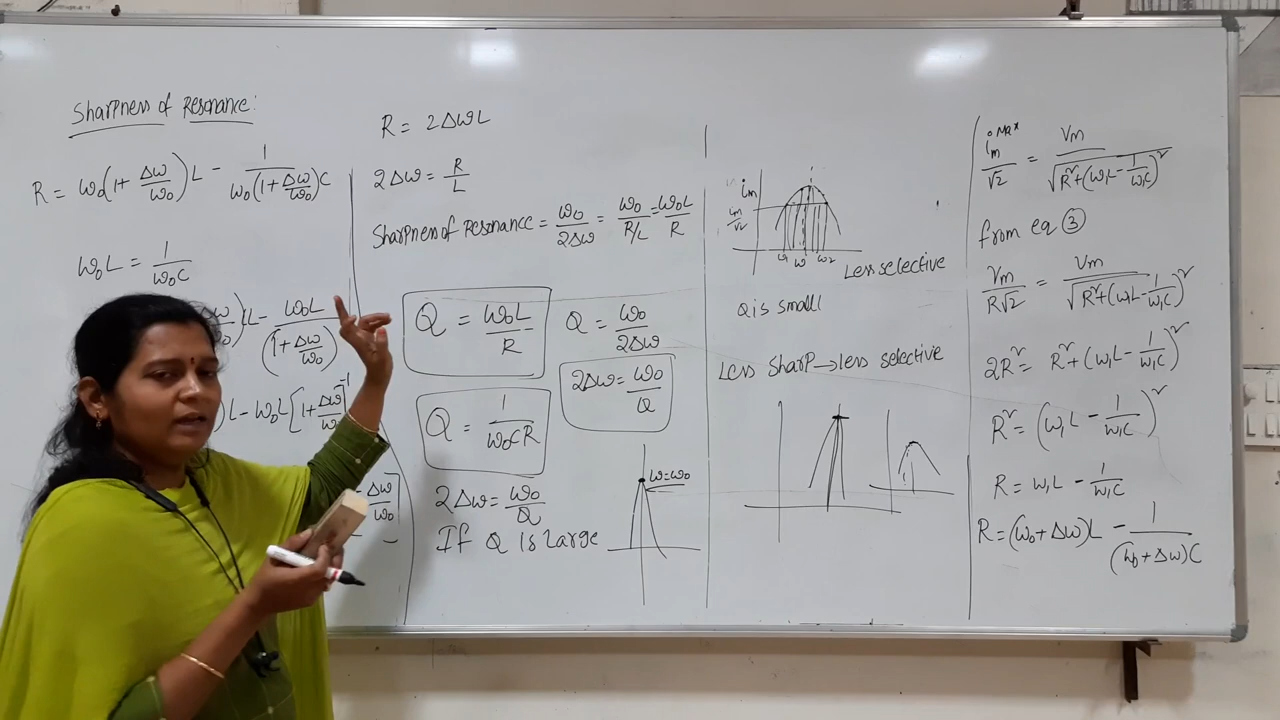 Sharpness of Resonance:
R = ω₀(1 + Δω/ω₀)L − 1/(ω₀(1 + Δω/ω₀)C)
ω₀L = 1/(ω₀C)
L − ω₀L/(1 + Δω/ω₀)
L − ω₀L[1 + Δω/ω₀]⁻¹
Δω/ω₀]
R = 2ΔωL
2Δω = R/L
Sharpness of Resonance = ω₀/2Δω = ω₀/(R/L) = ω₀L/R
Q = ω₀L/R
Q = ω₀/2Δω
2Δω = ω₀/Q
Q = 1/(ω₀CR)
2Δω = ω₀/Q
If Q is large
ω = ω₀
im
im/√2
ω₁ ω ω₂
Less selective
Q is small
Less sharp → less selective
im^max/√2 = Vm/√(R² + (ω₁L − 1/(ω₁C))²)
from eq ③
Vm/(R√2) = Vm/√(R² + (ω₁L − 1/(ω₁C))²)
2R² = R² + (ω₁L − 1/(ω₁C))²
R² = (ω₁L − 1/(ω₁C))²
R = ω₁L − 1/(ω₁C)
R = (ω₀ + Δω)L − 1/((ω₀ + Δω)C)